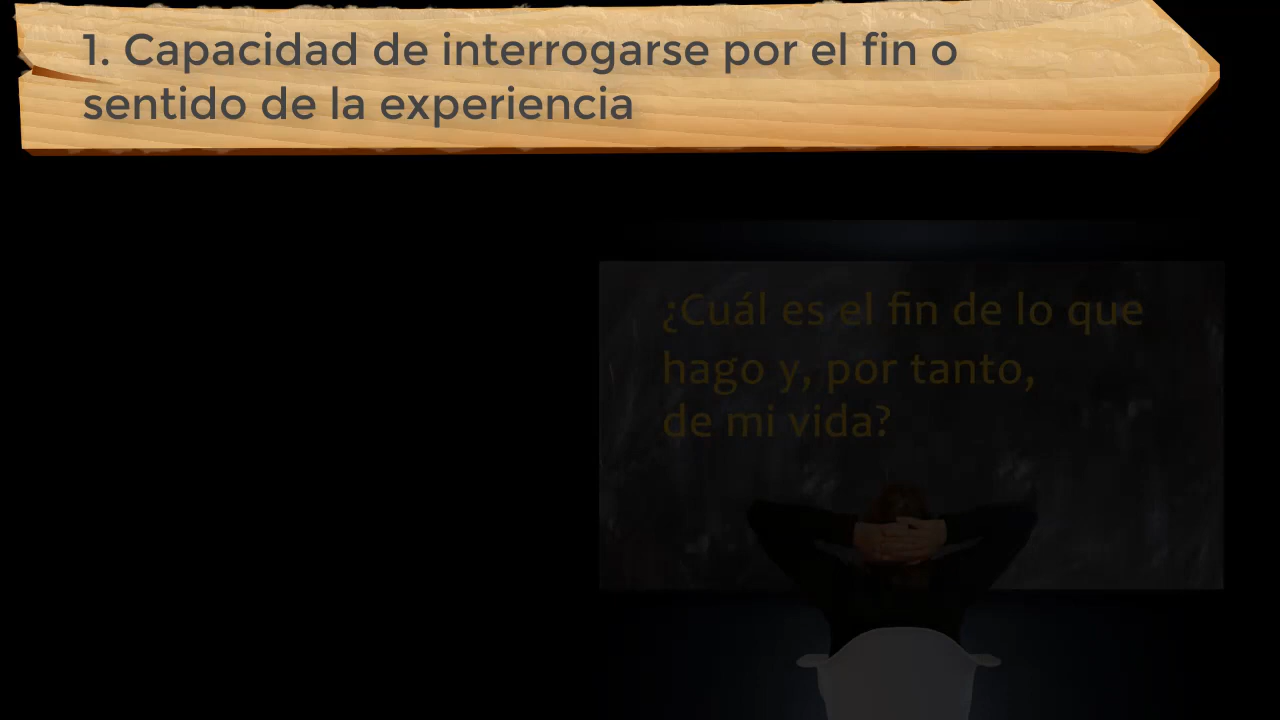 1. Capacidad de interrogarse por el fin o
sentido de la experiencia
¿Cuál es el fin de lo que
hago y, por tanto,
de mi vida?